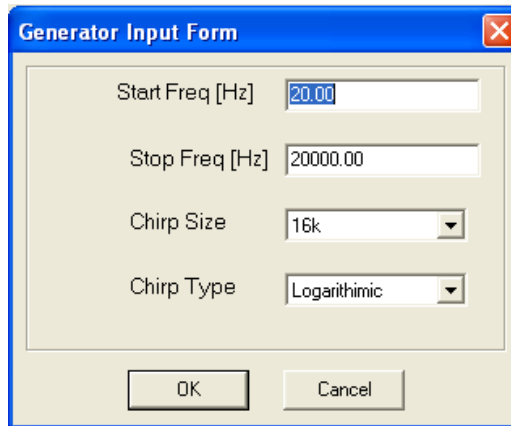 Generator Input Form
Start Freq [Hz] 20.00
Stop Freq [Hz] 20000.00
Chirp Size 16k
Chirp Type Logarithimic
OK Cancel